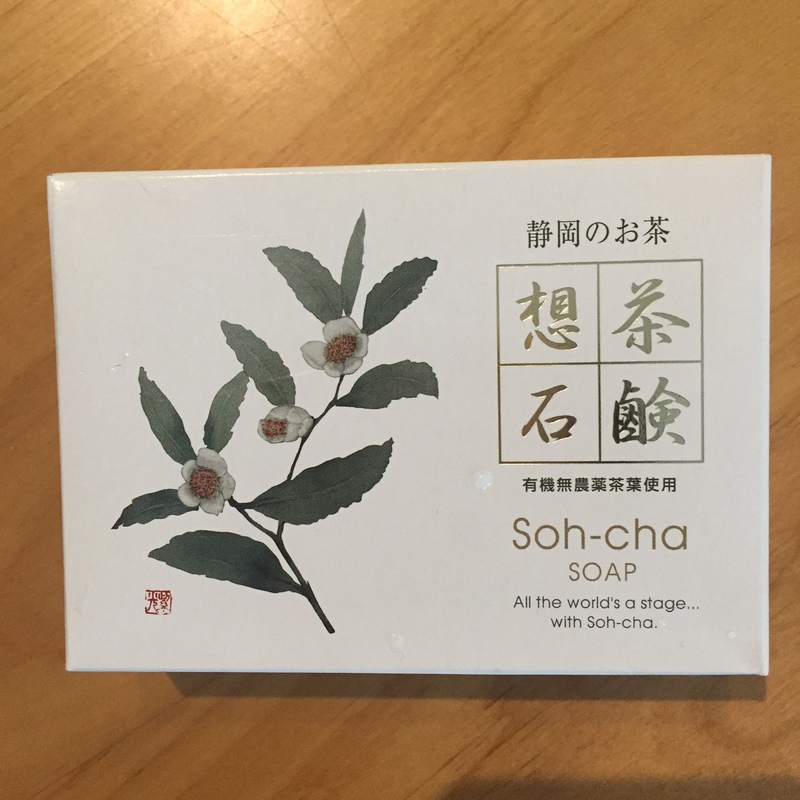 静岡のお茶
想茶
石鹸
有機無農薬茶葉使用
Soh-cha
SOAP
All the world's a stage...
with Soh-cha.